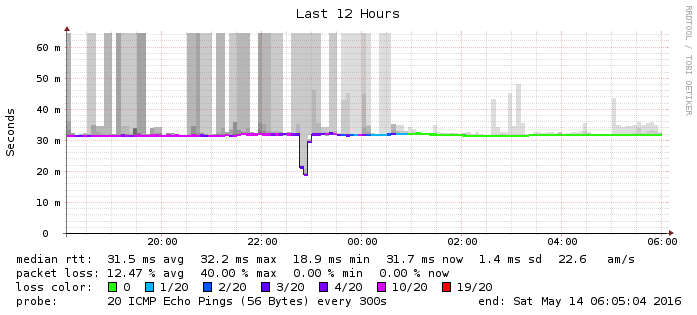 Last 12 Hours
RRDTOOL / TOBI OETIKER
Seconds
60 m
50 m
40 m
30 m
20 m
10 m
0
20:00 22:00 00:00 02:00 04:00 06:00
median rtt: 31.5 ms avg 32.2 ms max 18.9 ms min 31.7 ms now 1.4 ms sd 22.6 am/s
packet loss: 12.47 % avg 40.00 % max 0.00 % min 0.00 % now
loss color: 0 1/20 2/20 3/20 4/20 10/20 19/20
probe: 20 ICMP Echo Pings (56 Bytes) every 300s end: Sat May 14 06:05:04 2016